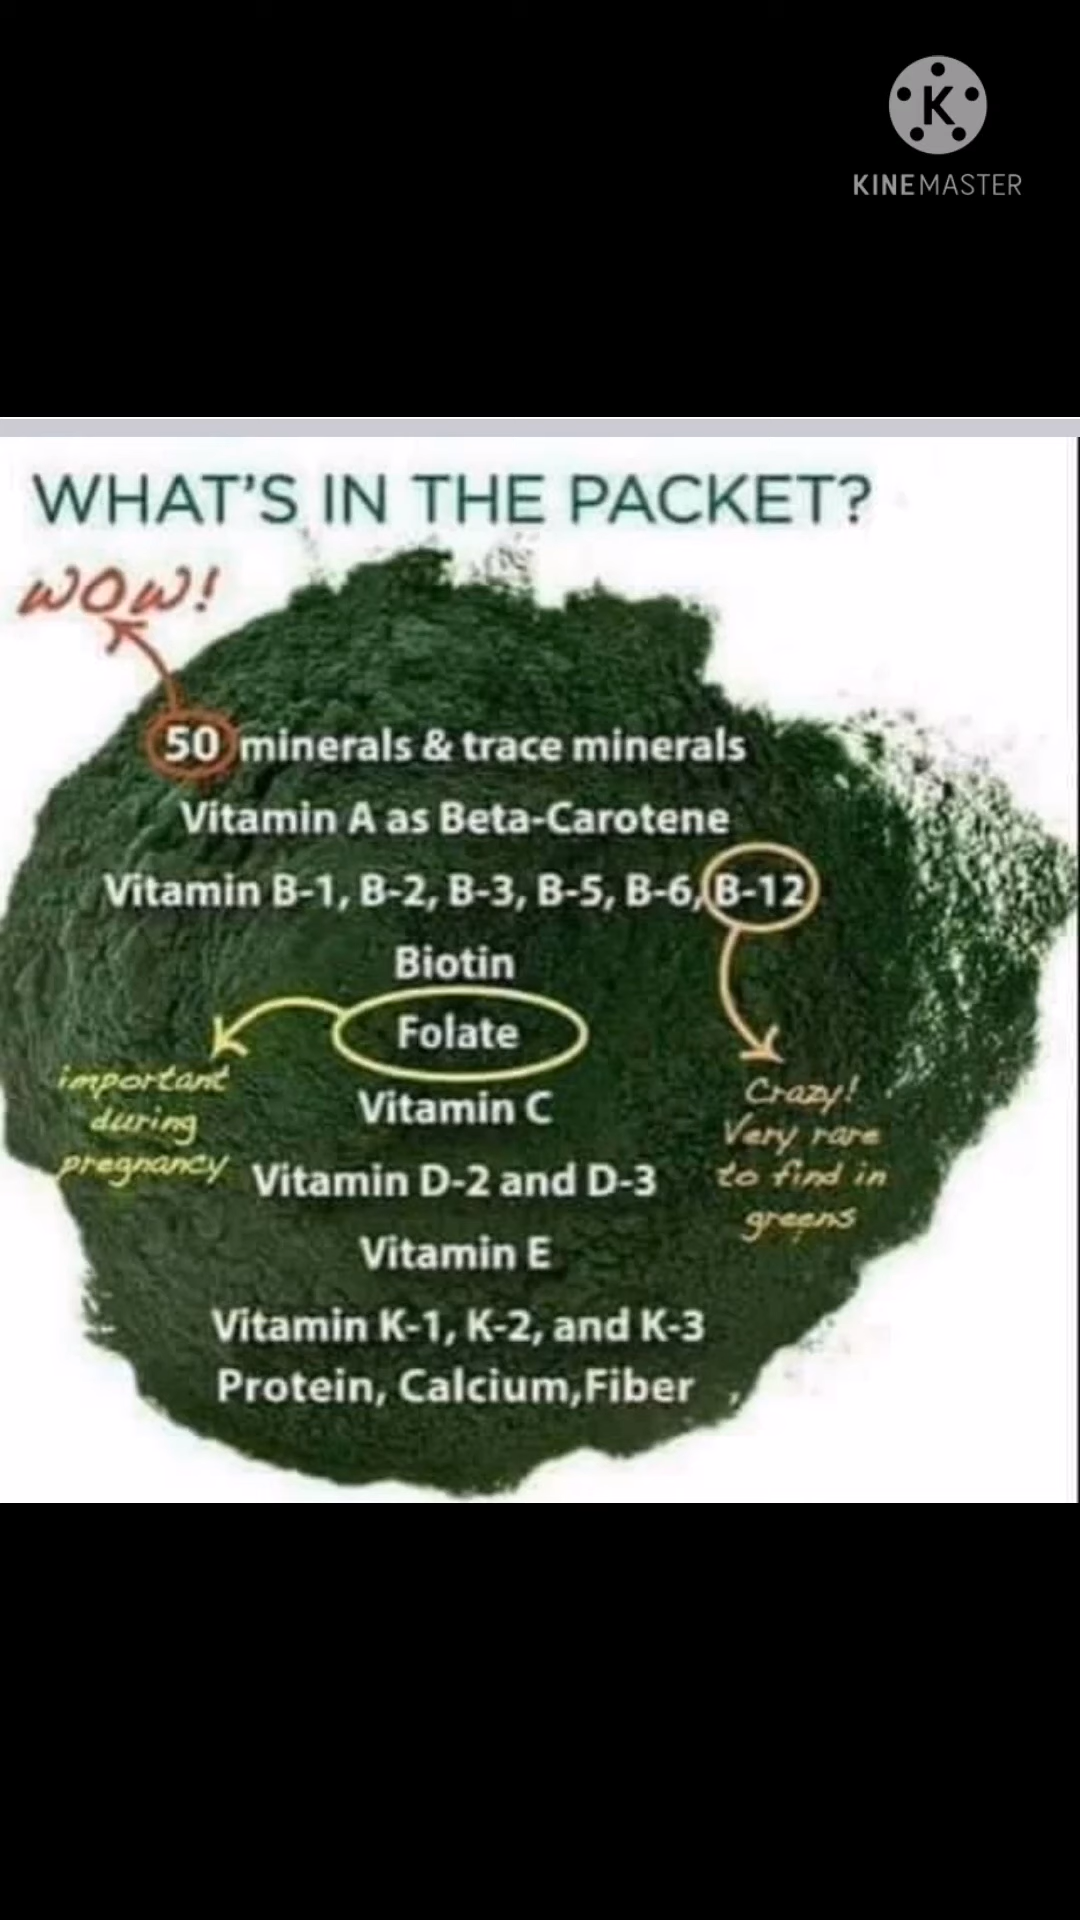 K
KINEMASTER
WHAT'S IN THE PACKET?
WOW!
50 minerals & trace minerals
Vitamin A as Beta-Carotene
Vitamin B-1, B-2, B-3, B-5, B-6, B-12
Biotin
Folate
important
during
pregnancy
Crazy!
Very rare
to find in
greens
Vitamin C
Vitamin D-2 and D-3
Vitamin E
Vitamin K-1, K-2, and K-3
Protein, Calcium,Fiber ,